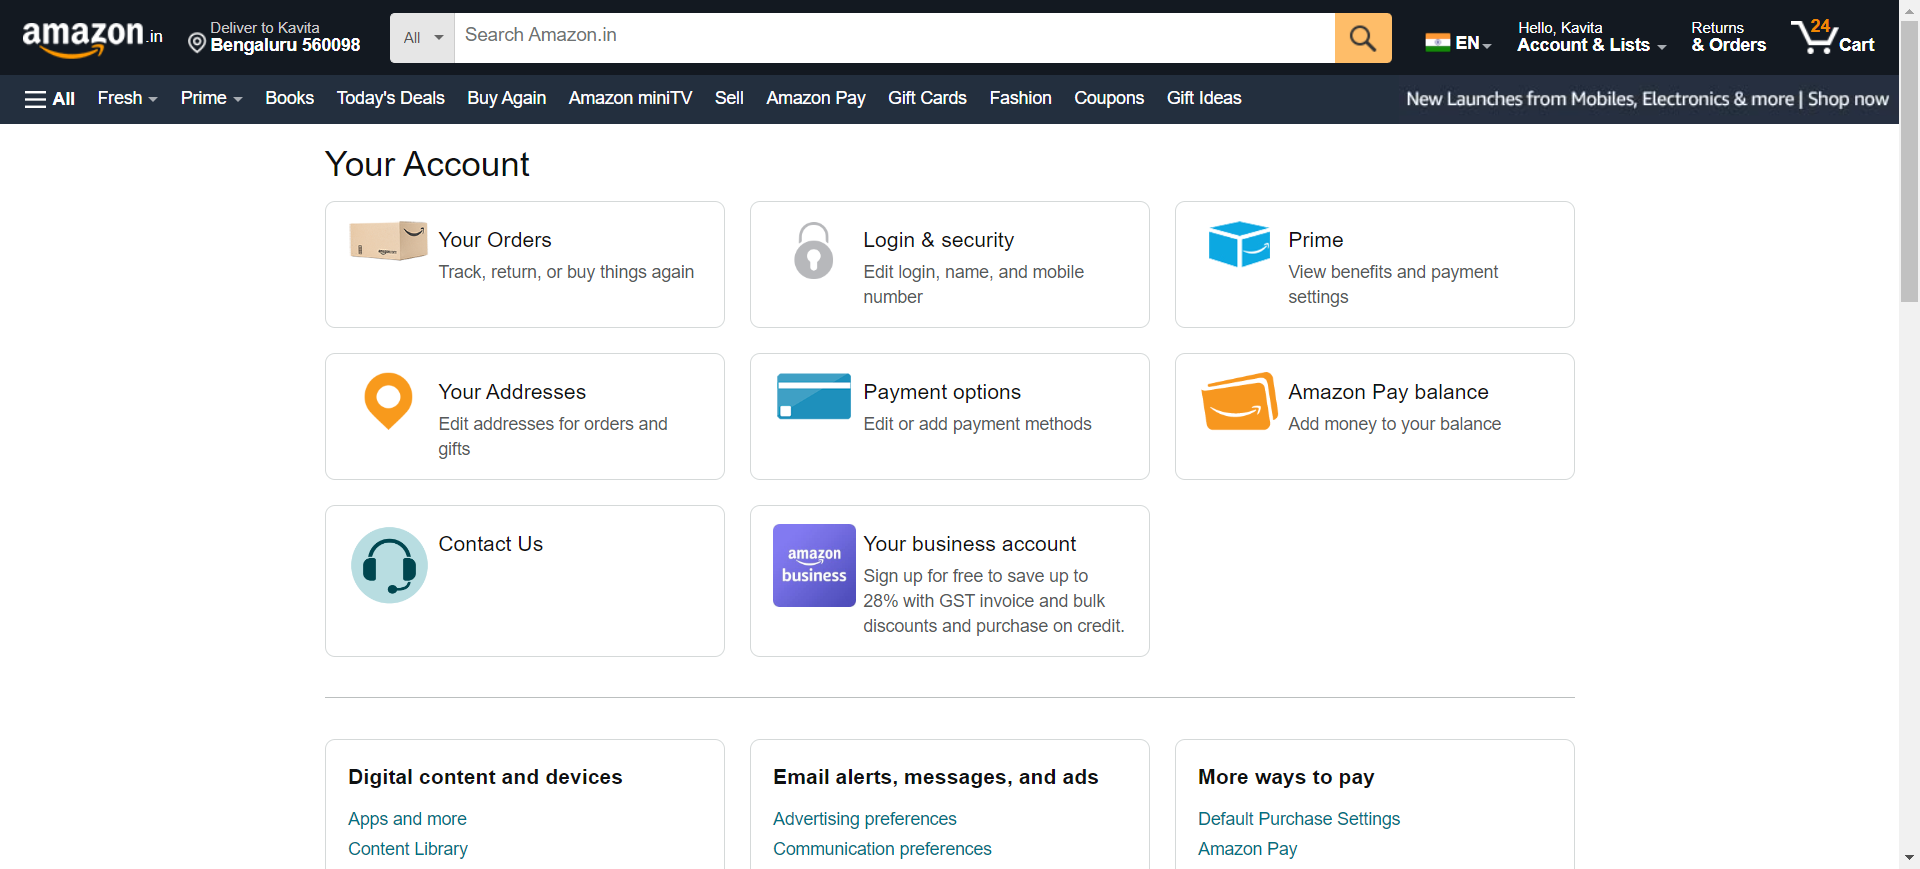 amazon.in
Deliver to Kavita
Bengaluru 560098
All
Search Amazon.in
EN
Hello, Kavita
Account & Lists
Returns
& Orders
24
Cart
All
Fresh
Prime
Books
Today's Deals
Buy Again
Amazon miniTV
Sell
Amazon Pay
Gift Cards
Fashion
Coupons
Gift Ideas
New Launches from Mobiles, Electronics & more | Shop now
Your Account
Your Orders
Track, return, or buy things again
Login & security
Edit login, name, and mobile
number
Prime
View benefits and payment
settings
Your Addresses
Edit addresses for orders and
gifts
Payment options
Edit or add payment methods
Amazon Pay balance
Add money to your balance
Contact Us
amazon
business
Your business account
Sign up for free to save up to
28% with GST invoice and bulk
discounts and purchase on credit.
Digital content and devices
Apps and more
Content Library
Email alerts, messages, and ads
Advertising preferences
Communication preferences
More ways to pay
Default Purchase Settings
Amazon Pay